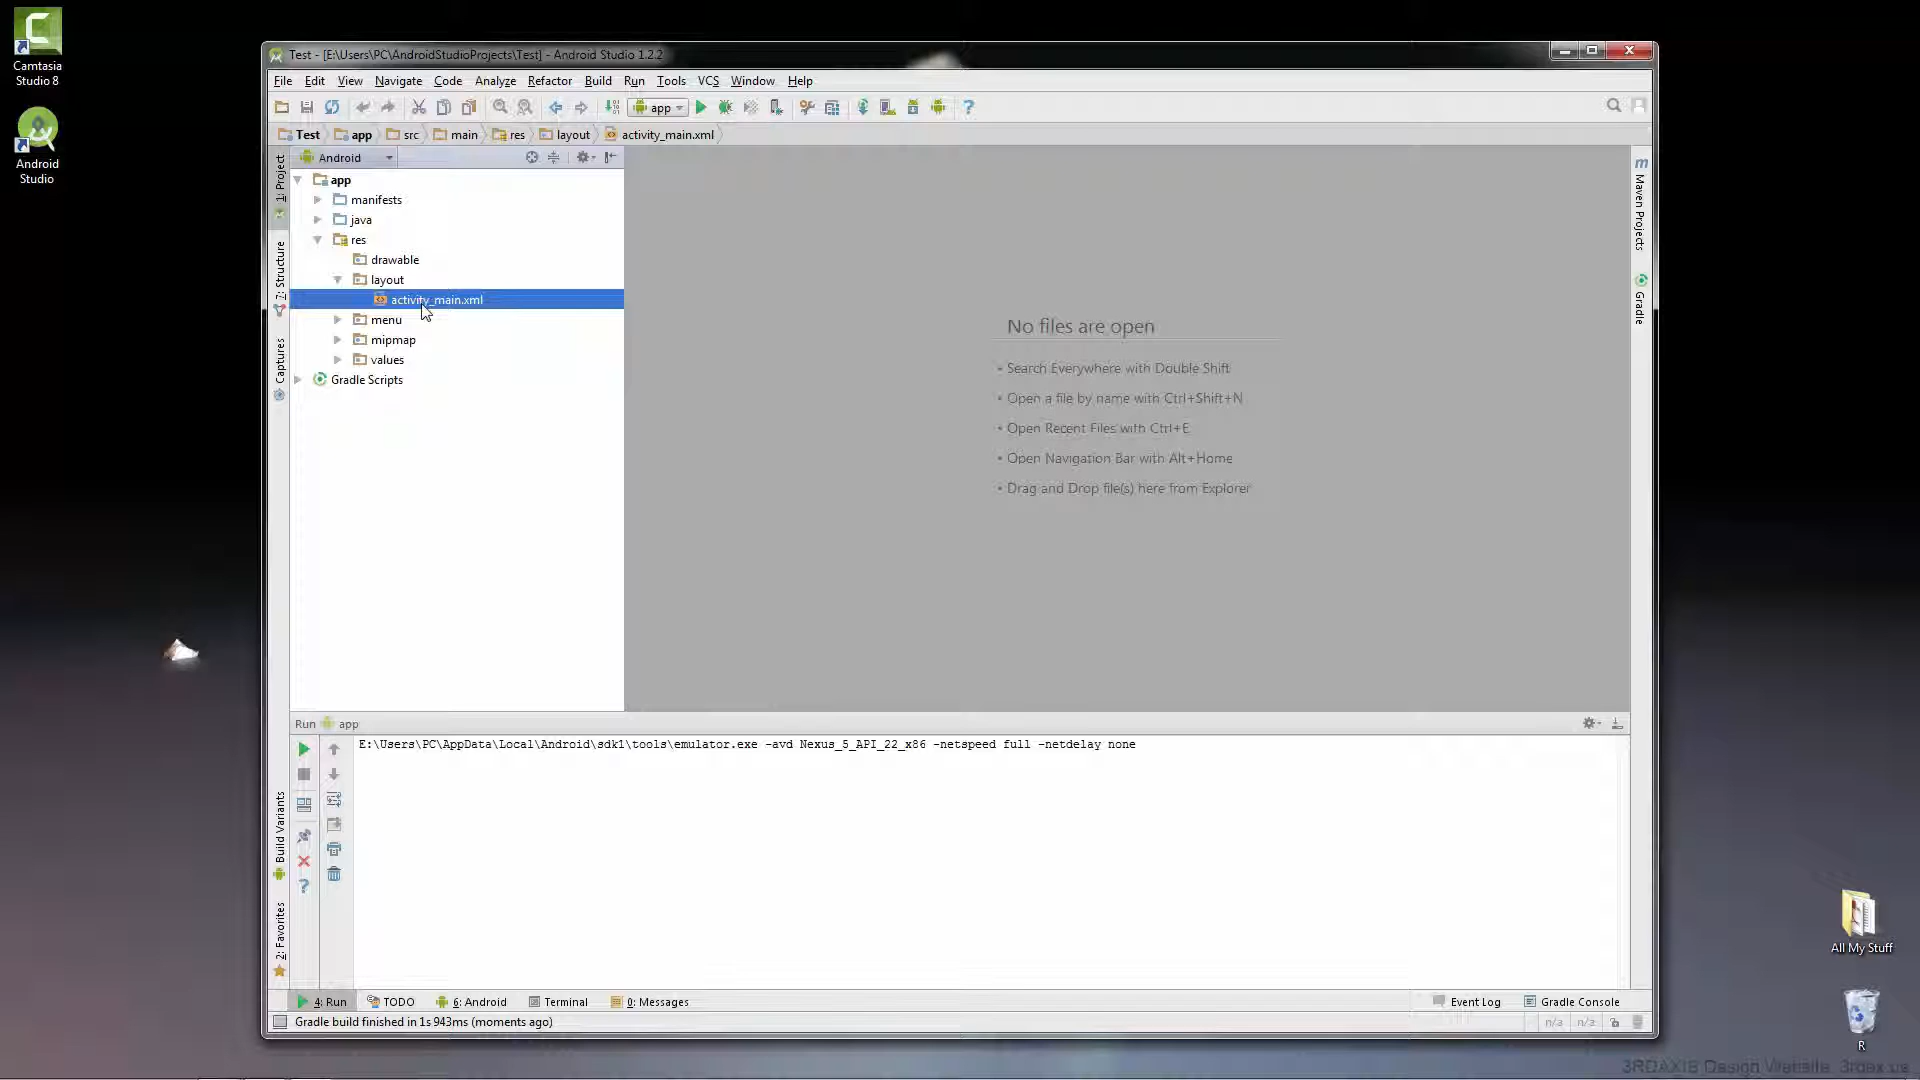 Camtasia
Studio 8
Android
Studio
Test - [E:\Users\PC\AndroidStudioProjects\Test] - Android Studio 1.2.2
File Edit View Navigate Code Analyze Refactor Build Run Tools VCS Window Help
app
Test app src main res layout activity_main.xml
1: Project
7: Structure
Captures
Build Variants
2: Favorites
Android
app
manifests
java
res
drawable
layout
activity_main.xml
menu
mipmap
values
Gradle Scripts
No files are open
• Search Everywhere with Double Shift
• Open a file by name with Ctrl+Shift+N
• Open Recent Files with Ctrl+E
• Open Navigation Bar with Alt+Home
• Drag and Drop file(s) here from Explorer
m Maven Projects
Gradle
Run app
E:\Users\PC\AppData\Local\Android\sdk1\tools\emulator.exe -avd Nexus_5_API_22_x86 -netspeed full -netdelay none
4: Run TODO 6: Android Terminal 0: Messages Event Log Gradle Console
Gradle build finished in 1s 943ms (moments ago) n/a n/a
All My Stuff
R
3RDAXIS Design Website 3rdax.us